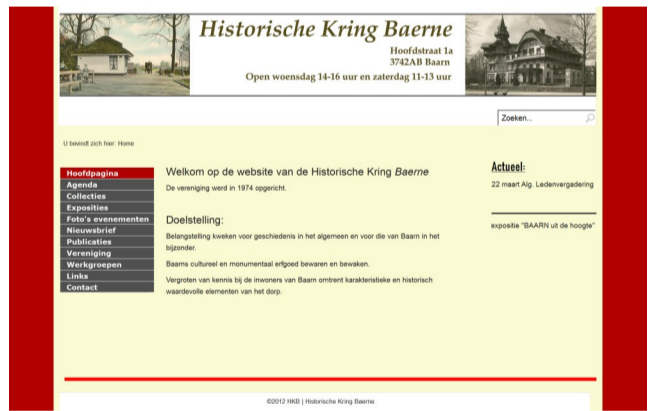 Historische Kring Baerne
Hoofdstraat 1a
3742AB Baarn
Open woensdag 14-16 uur en zaterdag 11-13 uur
Zoeken...
U bevindt zich hier: Home
Hoofdpagina
Agenda
Collecties
Exposities
Foto's evenementen
Nieuwsbrief
Publicaties
Vereniging
Werkgroepen
Links
Contact
Welkom op de website van de Historische Kring Baerne
De vereniging werd in 1974 opgericht.
Doelstelling:
Belangstelling kweken voor geschiedenis in het algemeen en voor die van Baarn in het
bijzonder.
Baarns cultureel en monumentaal erfgoed bewaren en bewaken.
Vergroten van kennis bij de inwoners van Baarn omtrent karakteristieke en historisch
waardevolle elementen van het dorp.
Actueel:
22 maart Alg. Ledenvergadering
expositie "BAARN uit de hoogte"
©2012 HKB | Historische Kring Baerne